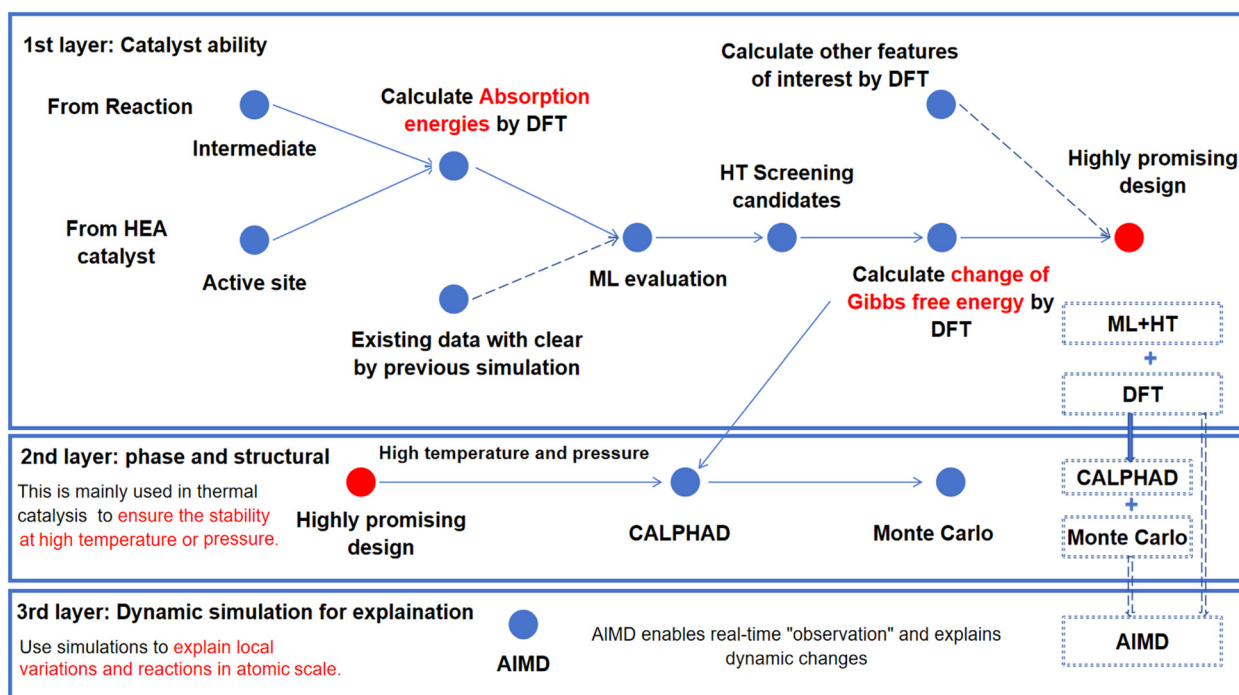 1st layer: Catalyst ability
From Reaction
Intermediate
From HEA
catalyst
Active site
Calculate Absorption
energies by DFT
Existing data with clear
by previous simulation
ML evaluation
HT Screening
candidates
Calculate other features
of interest by DFT
Calculate change of
Gibbs free energy by
DFT
Highly promising
design
ML+HT
+
DFT
2nd layer: phase and structural
This is mainly used in thermal
catalysis to ensure the stability
at high temperature or pressure.
Highly promising
design
High temperature and pressure
CALPHAD
Monte Carlo
CALPHAD
+
Monte Carlo
3rd layer: Dynamic simulation for explaination
Use simulations to explain local
variations and reactions in atomic scale.
AIMD
AIMD enables real-time "observation" and explains
dynamic changes
AIMD